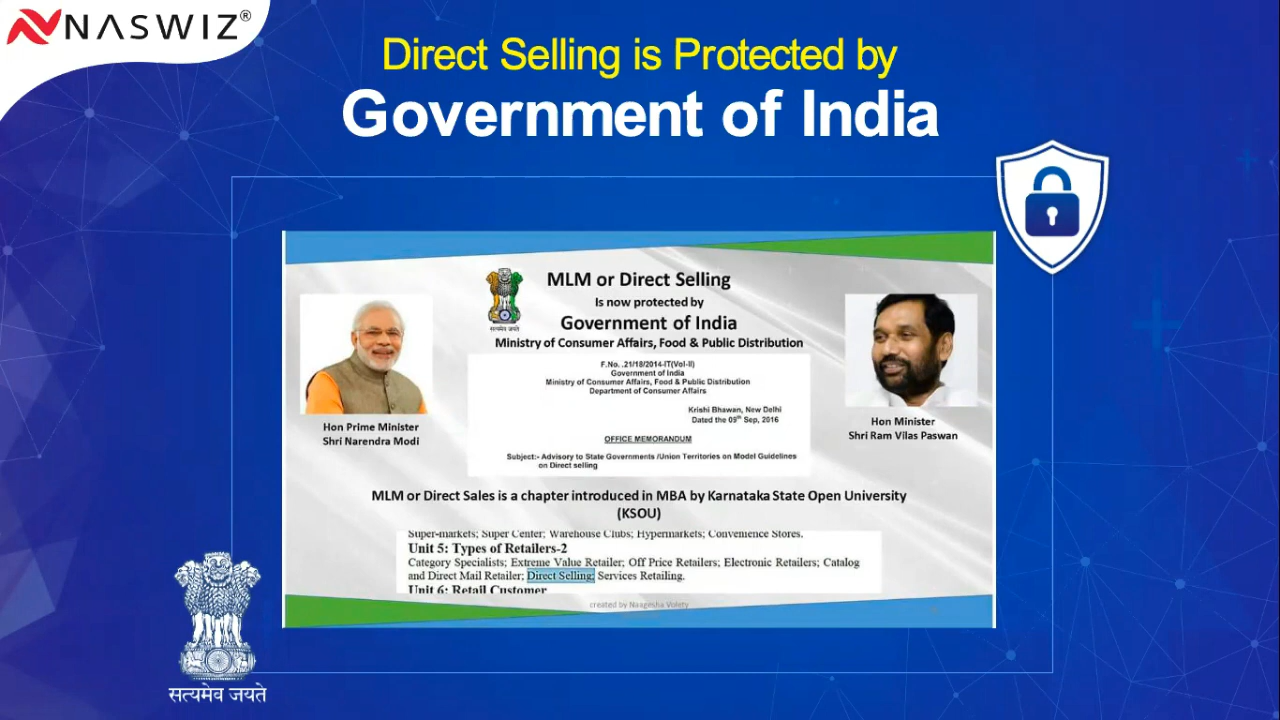 NASWIZ®
Direct Selling is Protected by
Government of India
MLM or Direct Selling
Is now protected by
Government of India
Ministry of Consumer Affairs, Food & Public Distribution
सत्यमेव जयते
F.No. .21/18/2014-IT(Vol-II)
Government of India
Ministry of Consumer Affairs, Food & Public Distribution
Department of Consumer Affairs
Krishi Bhawan, New Delhi
Dated the 09th Sep, 2016
OFFICE MEMORANDUM
Subject:- Advisory to State Governments /Union Territories on Model Guidelines
on Direct selling
Hon Prime Minister
Shri Narendra Modi
Hon Minister
Shri Ram Vilas Paswan
MLM or Direct Sales is a chapter introduced in MBA by Karnataka State Open University
(KSOU)
Super-markets; Super Center; Warehouse Clubs; Hypermarkets; Convenience Stores.
Unit 5: Types of Retailers-2
Category Specialists; Extreme Value Retailer; Off Price Retailers; Electronic Retailers; Catalog
and Direct Mail Retailer; Direct Selling; Services Retailing.
Unit 6: Retail Customer
created by Naagesha Volety
सत्यमेव जयते